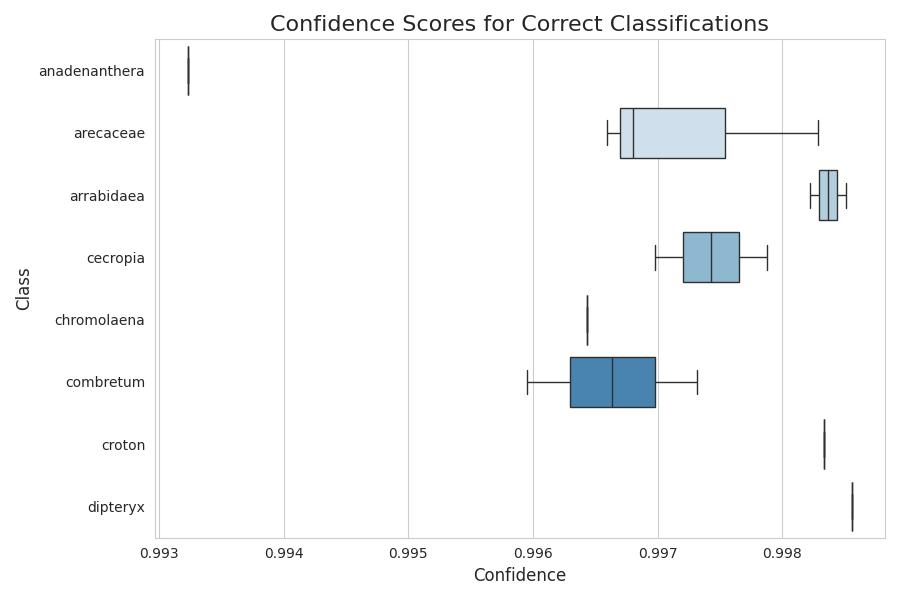 Confidence Scores for Correct Classifications
anadenanthera
arecaceae
arrabidaea
cecropia
chromolaena
combretum
croton
dipteryx
Class
0.993 0.994 0.995 0.996 0.997 0.998
Confidence